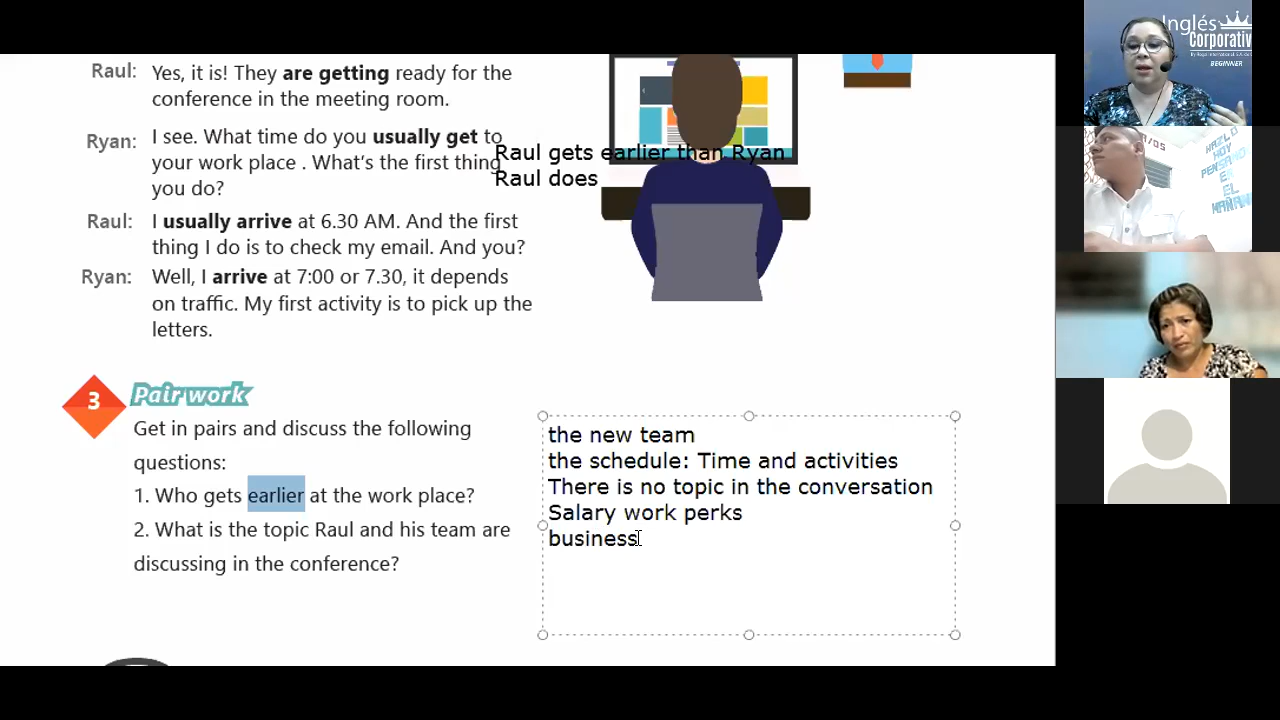 Raul: Yes, it is! They are getting ready for the
conference in the meeting room.
Ryan: I see. What time do you usually get to
your work place . What's the first thing
you do?
Raul: I usually arrive at 6.30 AM. And the first
thing I do is to check my email. And you?
Ryan: Well, I arrive at 7:00 or 7.30, it depends
on traffic. My first activity is to pick up the
letters.
Raul gets earlier than Ryan
Raul does
3 Pair work
Get in pairs and discuss the following
questions:
1. Who gets earlier at the work place?
2. What is the topic Raul and his team are
discussing in the conference?
the new team
the schedule: Time and activities
There is no topic in the conversation
Salary work perks
business
Inglés
Corporativ
BEGINNER
HAZLO
HOY
PENSANDO
EN
EL
MAÑANA